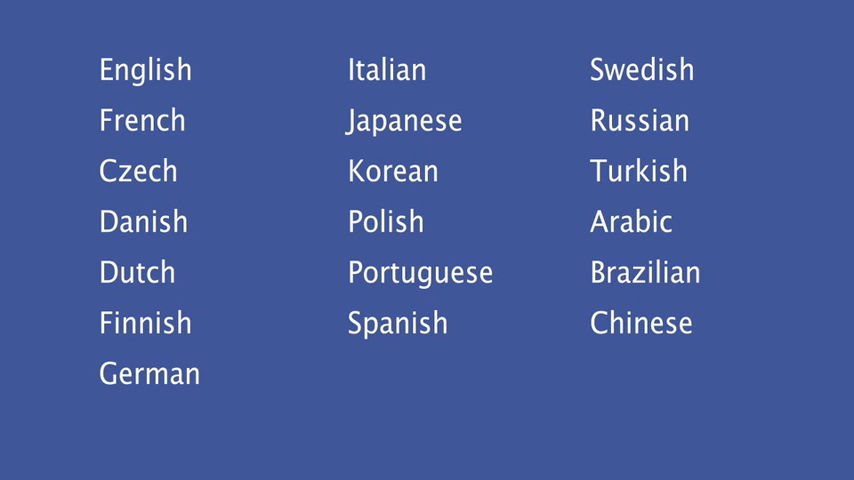 English
French
Czech
Danish
Dutch
Finnish
German
Italian
Japanese
Korean
Polish
Portuguese
Spanish
Swedish
Russian
Turkish
Arabic
Brazilian
Chinese